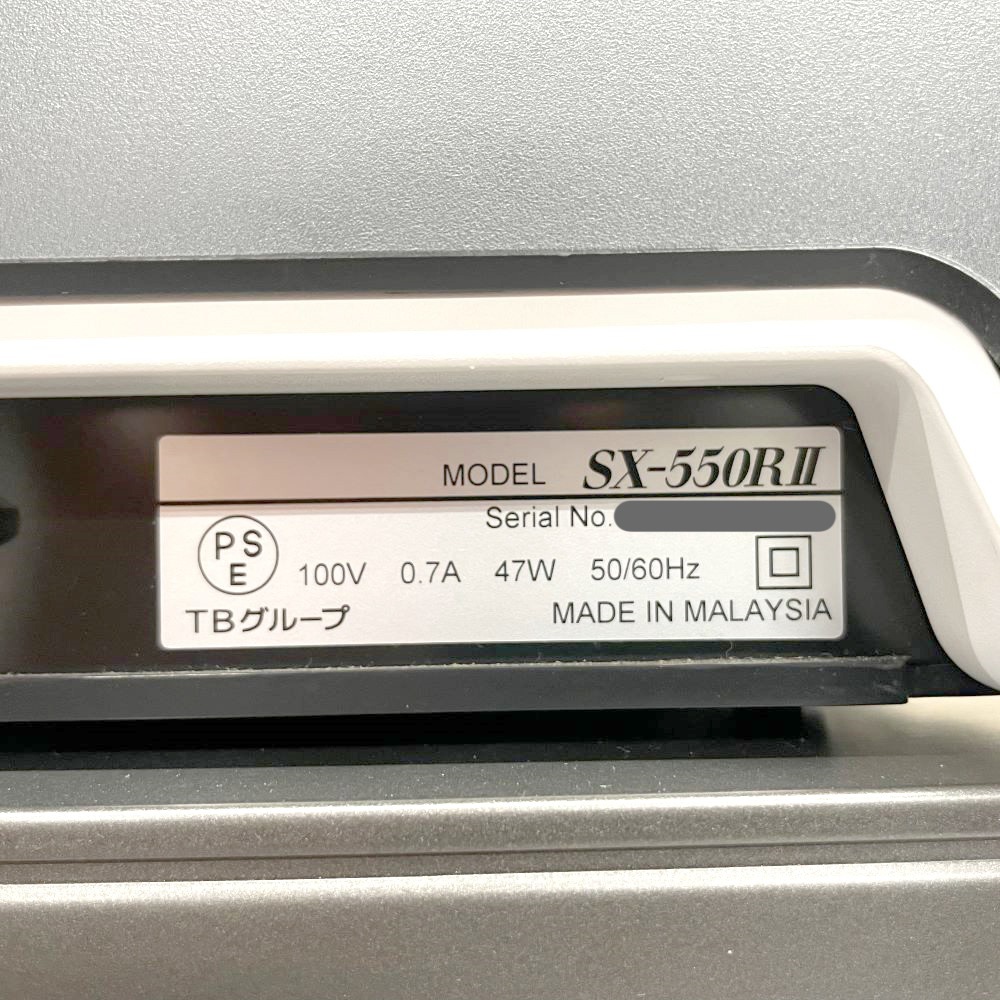 MODEL SX-550RⅡ
Serial No.
PSE
100V 0.7A 47W 50/60Hz
TBグループ MADE IN MALAYSIA